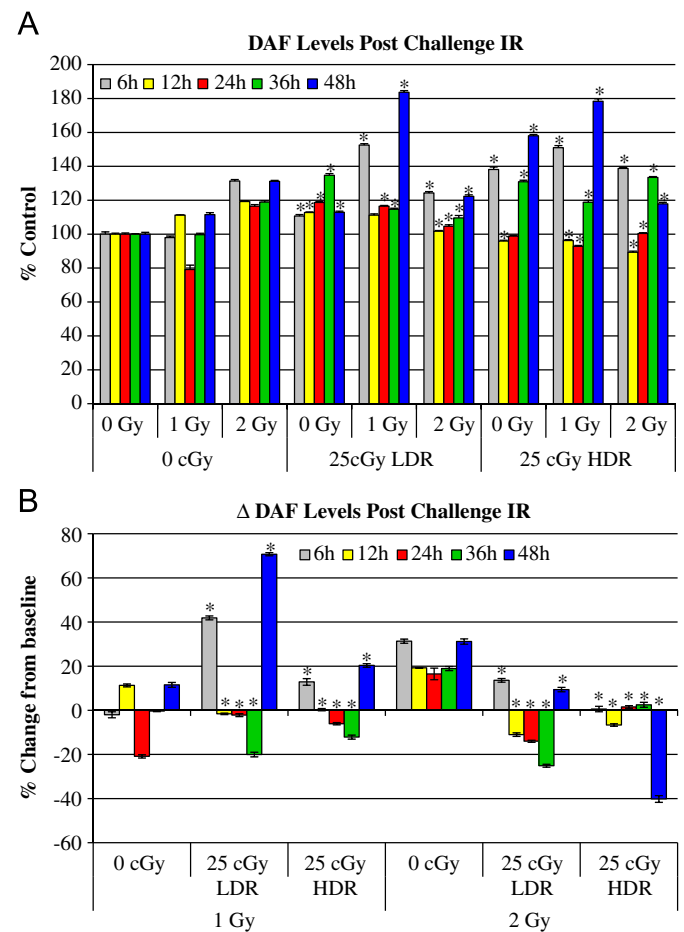 A
DAF Levels Post Challenge IR
200
180
160
140
120
100
80
60
40
20
0
% Control
6h 12h 24h 36h 48h
* * * * * * * * * * * * * * * * * * * * * * * * * * *
0 Gy 1 Gy 2 Gy 0 Gy 1 Gy 2 Gy 0 Gy 1 Gy 2 Gy
0 cGy 25cGy LDR 25 cGy HDR
B
Δ DAF Levels Post Challenge IR
80
60
40
20
0
-20
-40
-60
% Change from baseline
6h 12h 24h 36h 48h
* * * * * * * * * * * * * * * * * * * *
0 cGy 25 cGy 25 cGy 0 cGy 25 cGy 25 cGy
LDR HDR LDR HDR
1 Gy 2 Gy